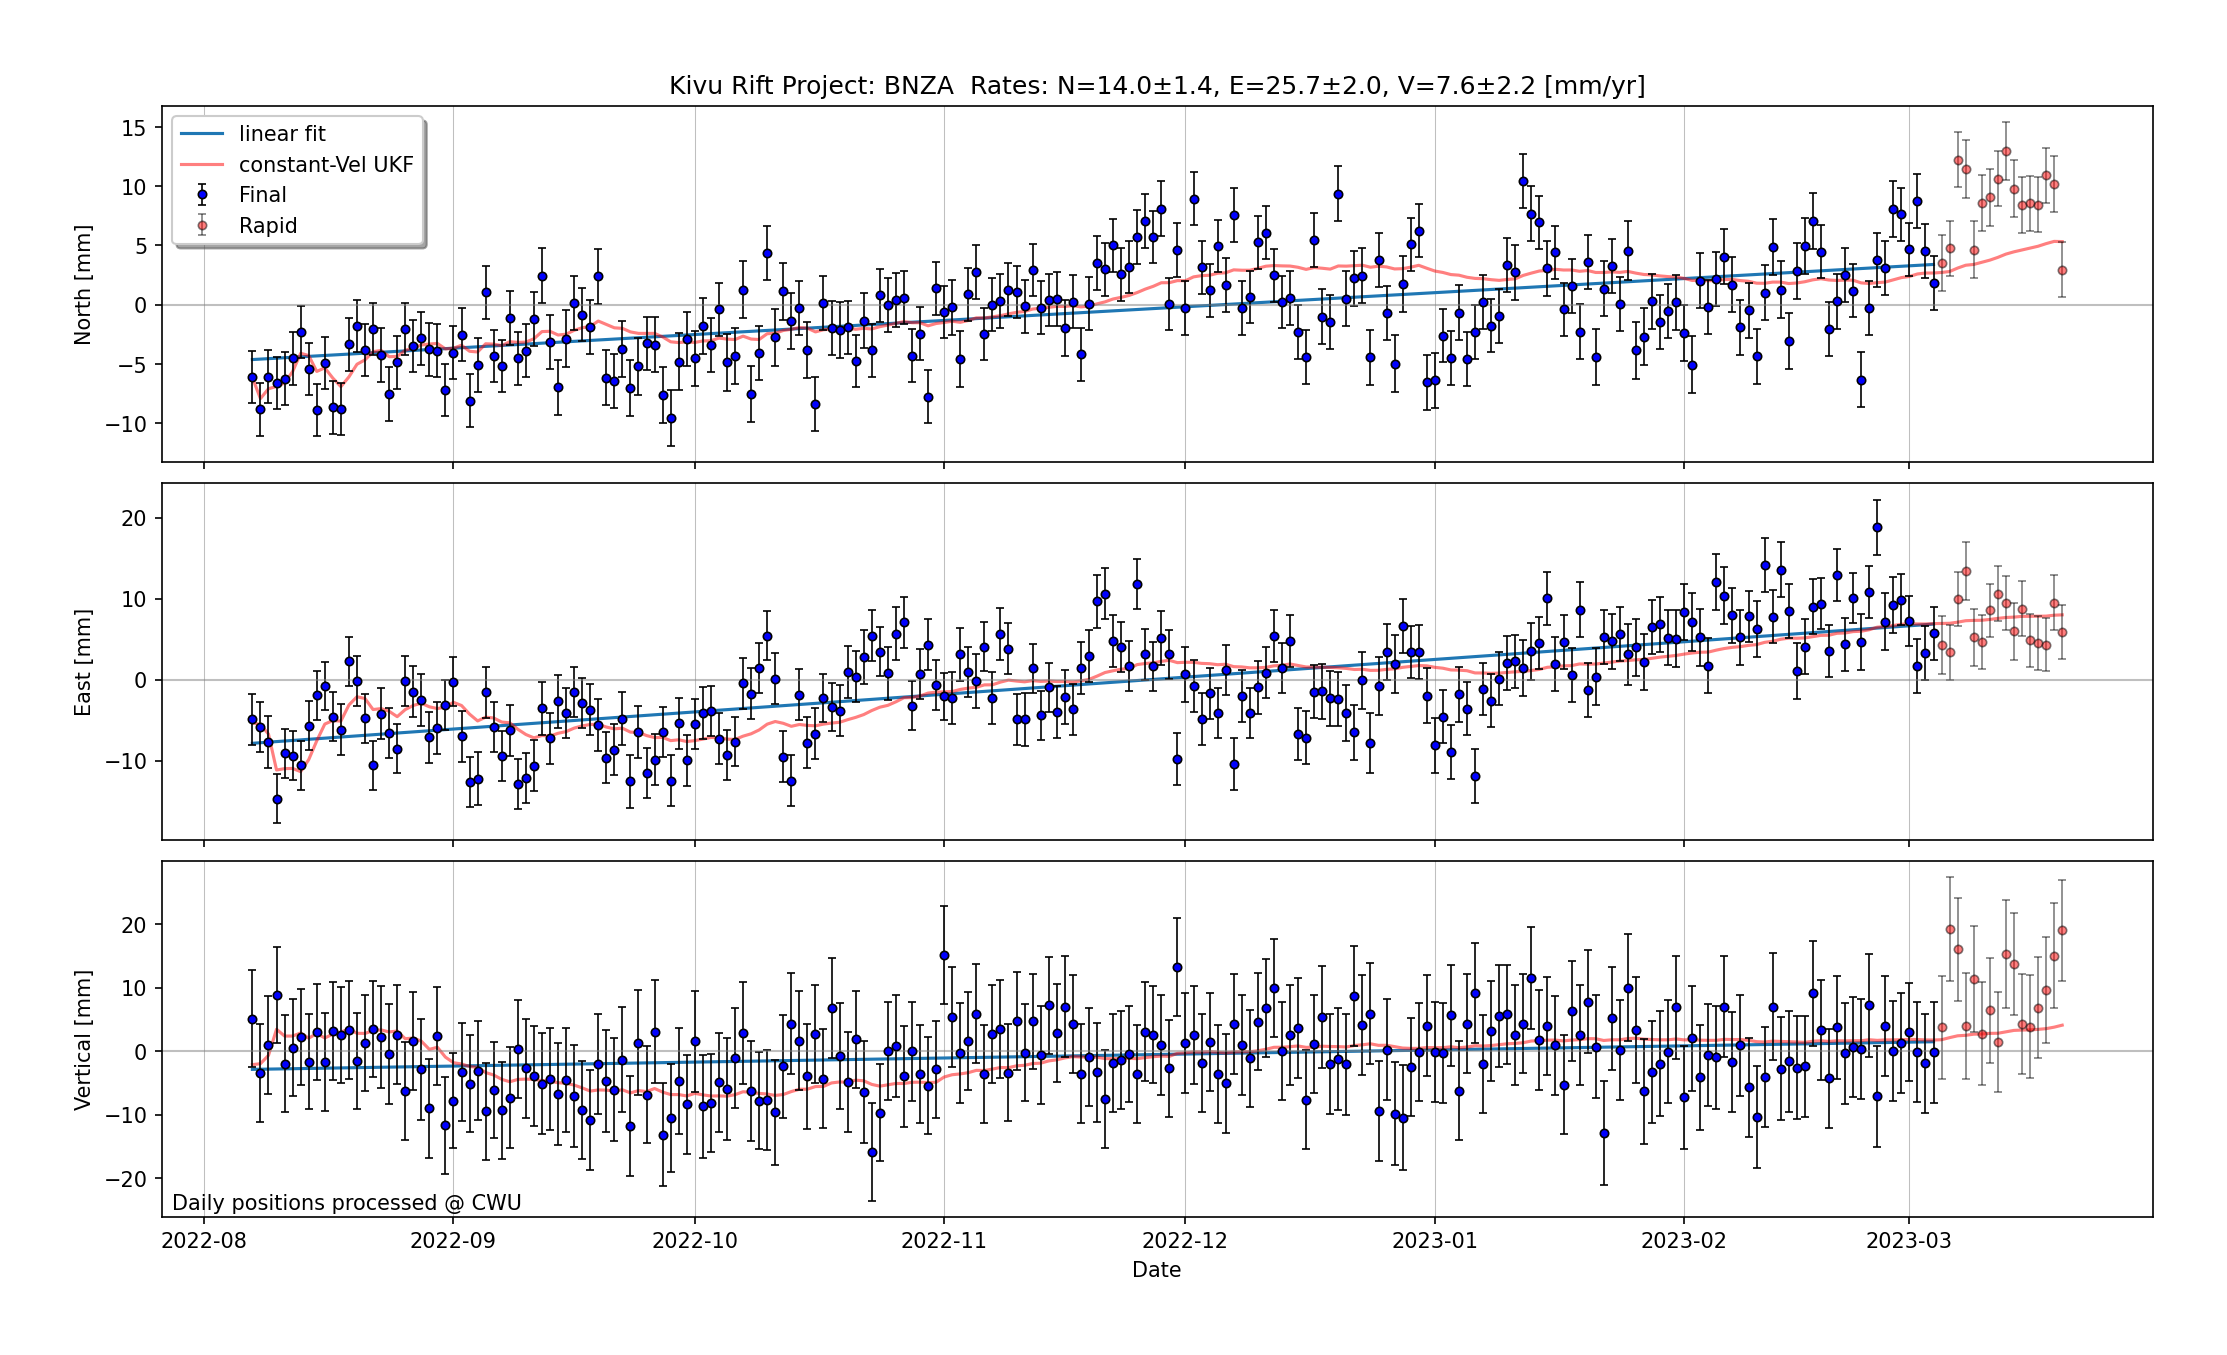 Kivu Rift Project: BNZA  Rates: N=14.0±1.4, E=25.7±2.0, V=7.6±2.2 [mm/yr]
linear fit
constant-Vel UKF
Final
Rapid
North [mm]
15
10
5
0
−5
−10
East [mm]
20
10
0
−10
Vertical [mm]
20
10
0
−10
−20
Daily positions processed @ CWU
2022-08 2022-09 2022-10 2022-11 2022-12 2023-01 2023-02 2023-03
Date